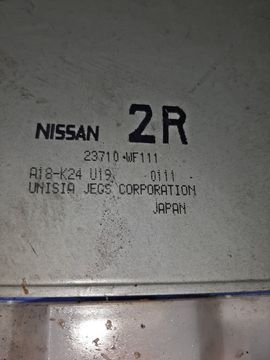 NISSAN 2R
23710-WF111
A18-K24 U19 0111
UNISIA JECS CORPORATION
JAPAN